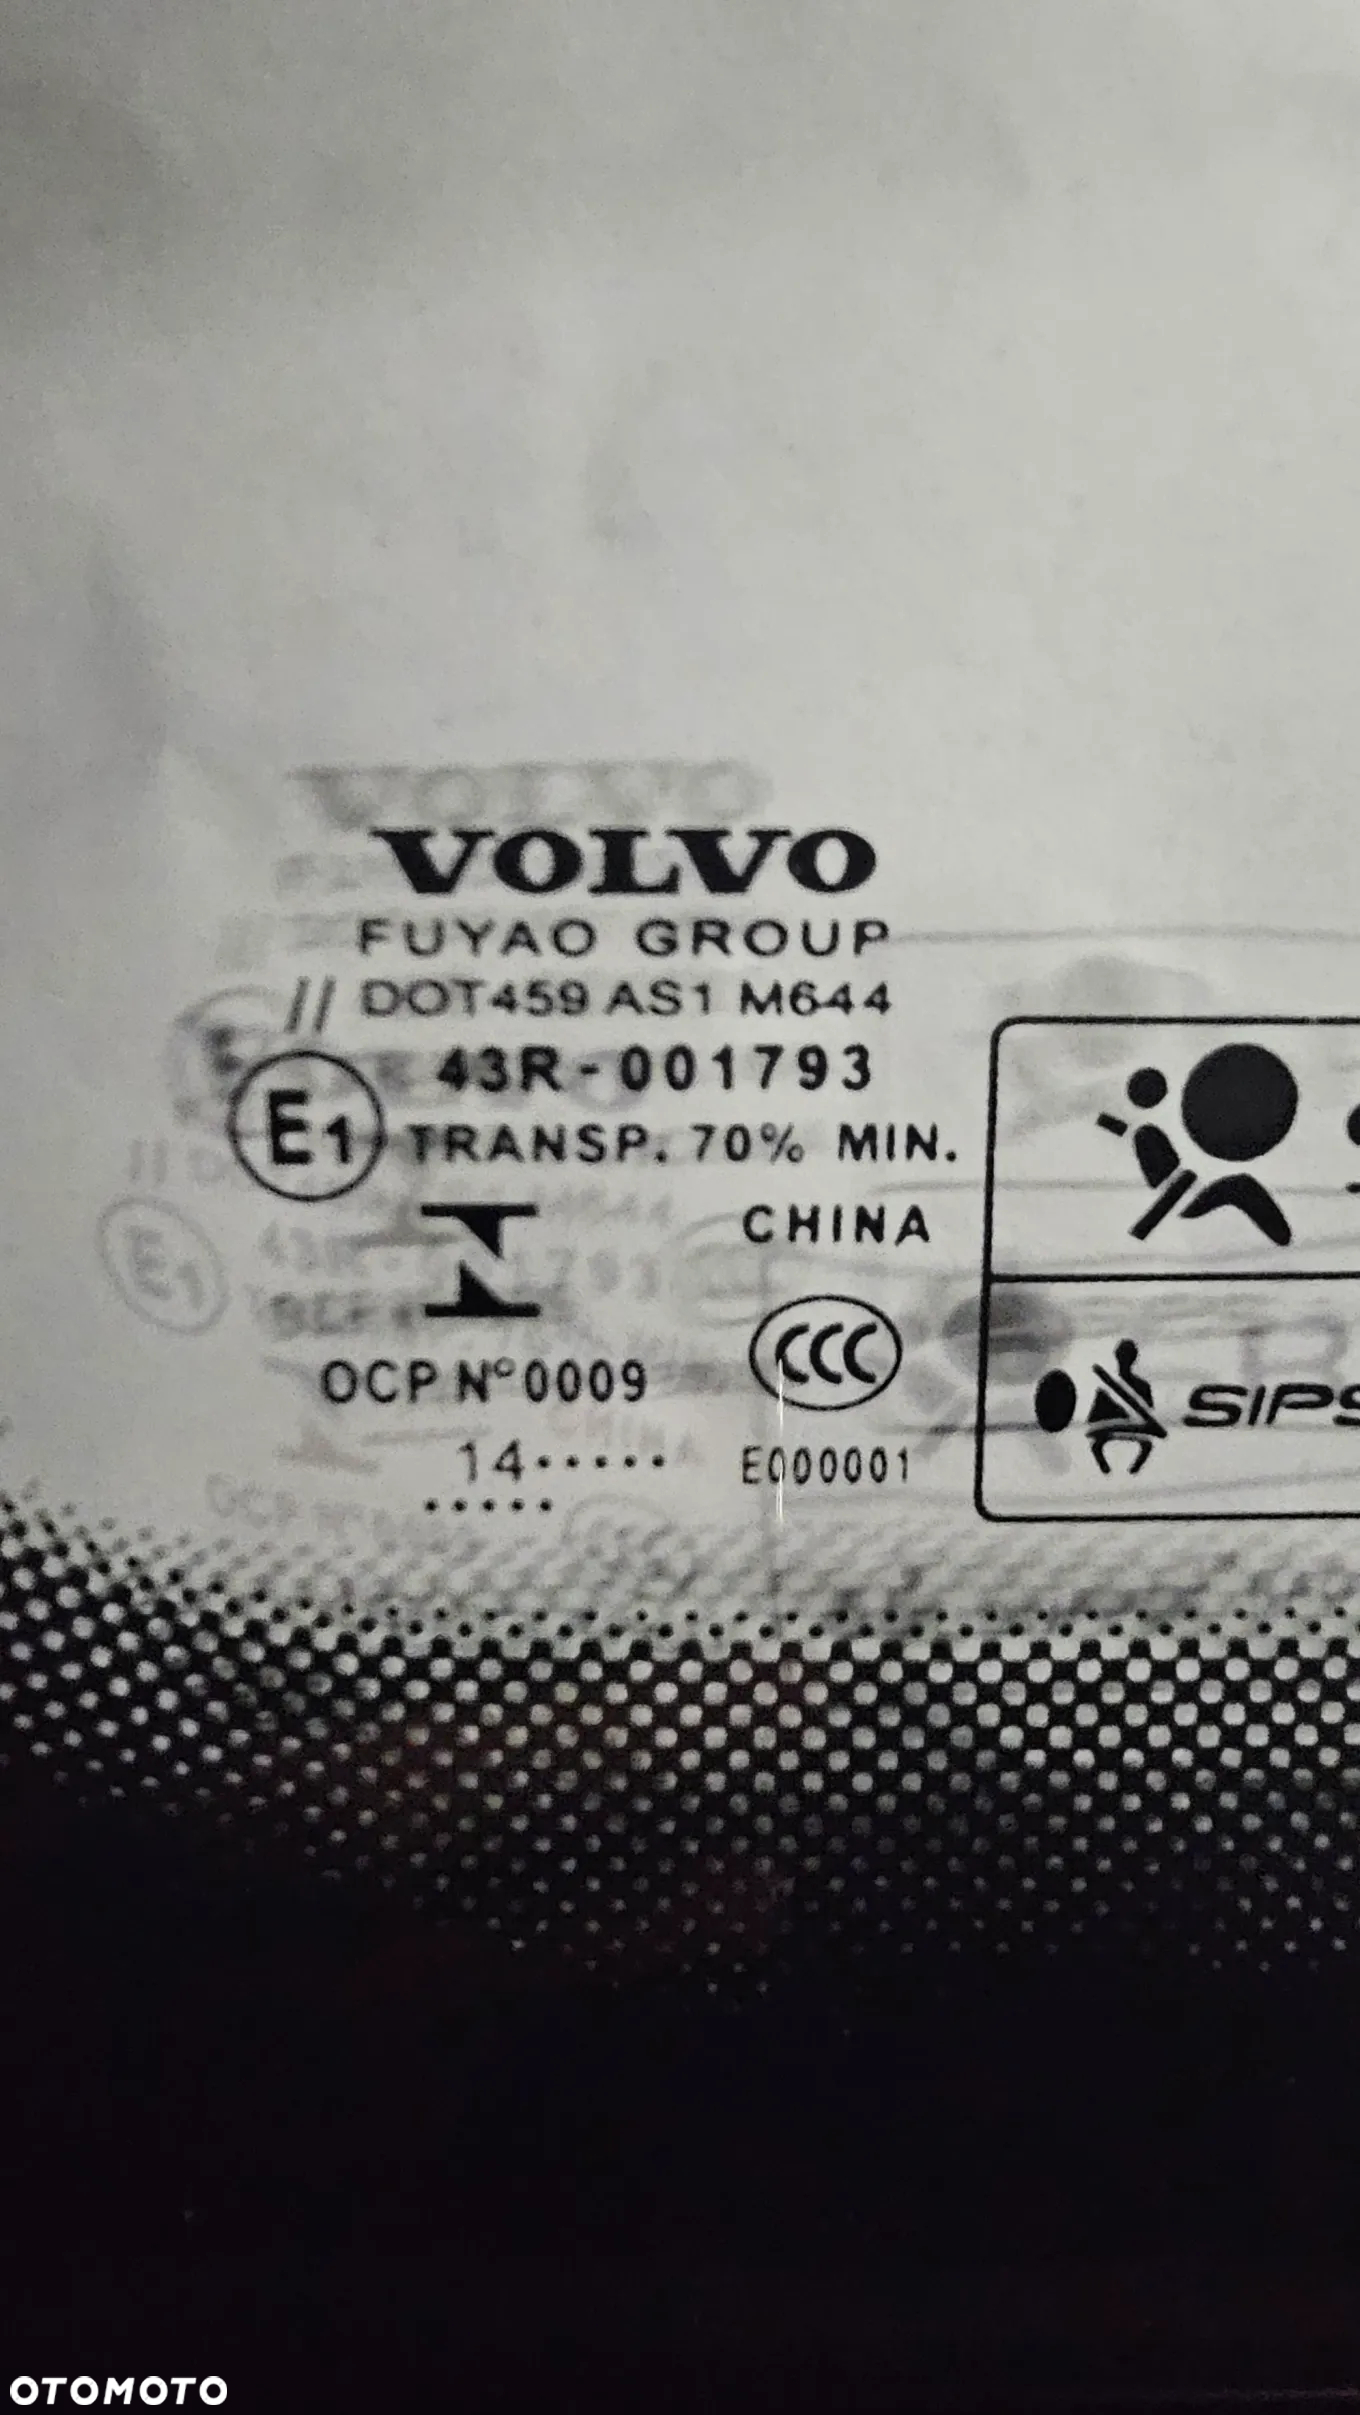 VOLVO
FUYAO GROUP
// DOT459 AS1 M644
43R-001793
E1 TRANSP. 70% MIN.
CHINA
CCC
OCP N°0009
14.....
E000001
.....
SIPS
OTOMOTO